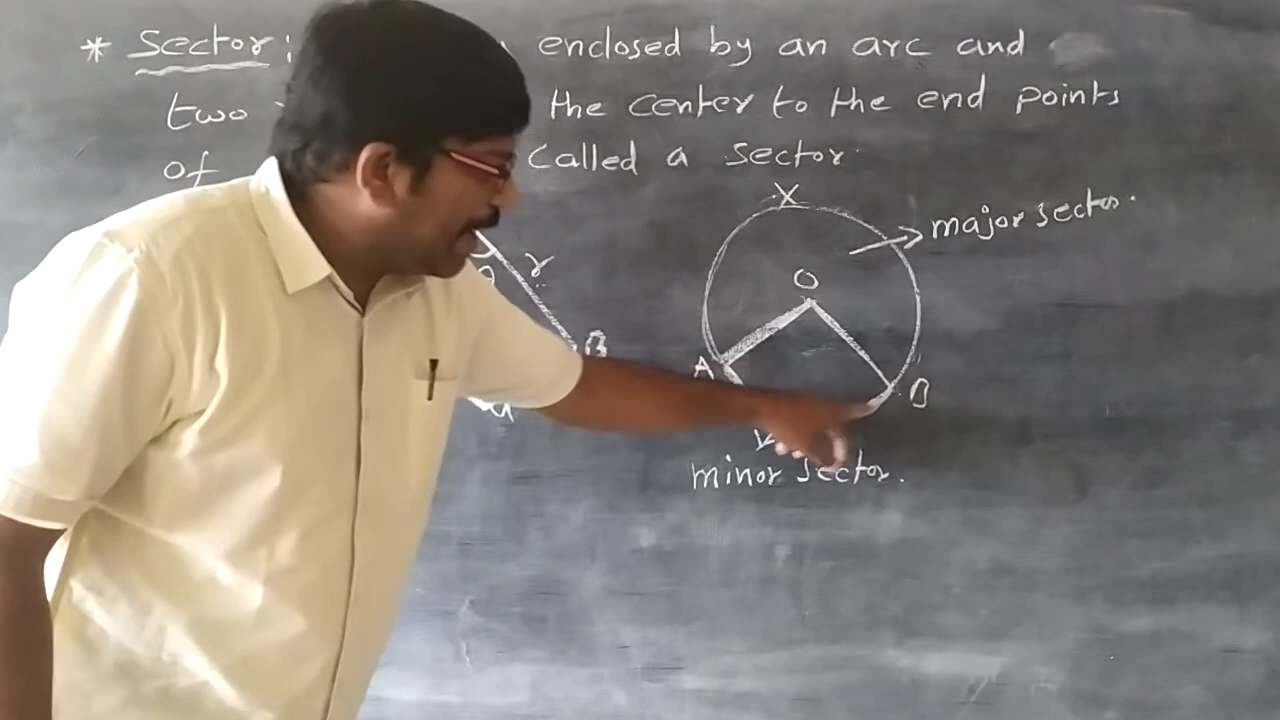 * Sector: enclosed by an arc and
two the center to the end points
of called a sector
X
major sector.
O
r
θ
B
A
B
minor sector.